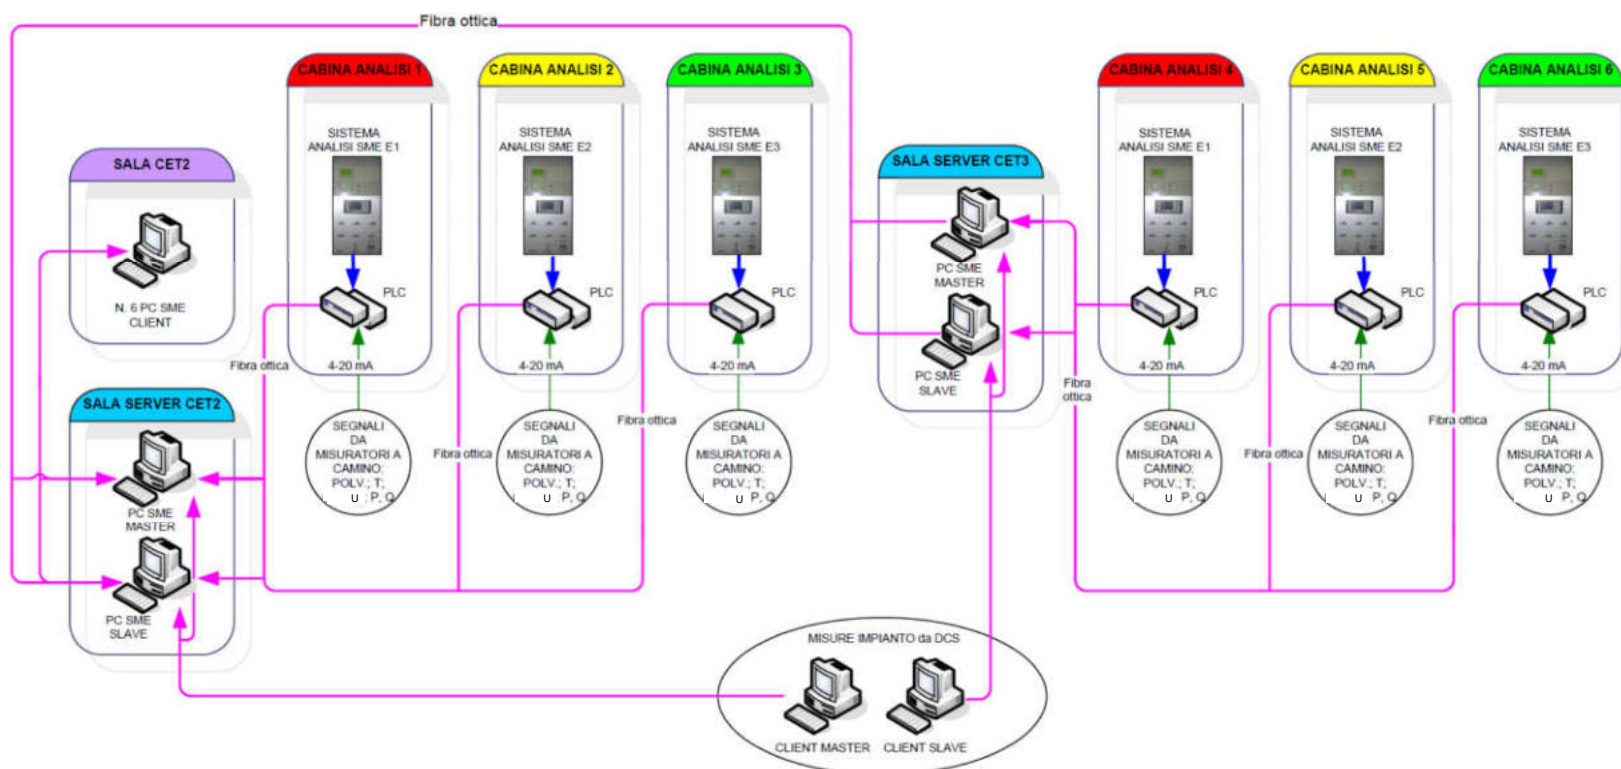 Fibra ottica
CABINA ANALISI 1
CABINA ANALISI 2
CABINA ANALISI 3
CABINA ANALISI 4
CABINA ANALISI 5
CABINA ANALISI 6
SISTEMA
ANALISI SME E1
SISTEMA
ANALISI SME E2
SISTEMA
ANALISI SME E3
SISTEMA
ANALISI SME E1
SISTEMA
ANALISI SME E2
SISTEMA
ANALISI SME E3
SALA CET2
N. 6 PC SME
CLIENT
SALA SERVER CET3
PC SME
MASTER
PC SME
SLAVE
PLC
PLC
PLC
PLC
PLC
PLC
Fibra ottica
4-20 mA
4-20 mA
4-20 mA
Fibra
ottica
4-20 mA
4-20 mA
4-20 mA
SALA SERVER CET2
PC SME
MASTER
PC SME
SLAVE
SEGNALI
DA
MISURATORI A
CAMINO:
POLV.; T;
U : P, Q
Fibra ottica
SEGNALI
DA
MISURATORI A
CAMINO:
POLV.; T;
U P, Q
Fibra ottica
SEGNALI
DA
MISURATORI A
CAMINO:
POLV.; T;
U P, Q
SEGNALI
DA
MISURATORI A
CAMINO:
POLV.; T;
U P, Q
Fibra ottica
SEGNALI
DA
MISURATORI A
CAMINO:
POLV.; T;
U P, Q
Fibra ottica
SEGNALI
DA
MISURATORI A
CAMINO:
POLV.; T;
U P, Q
MISURE IMPIANTO da DCS
CLIENT MASTER
CLIENT SLAVE